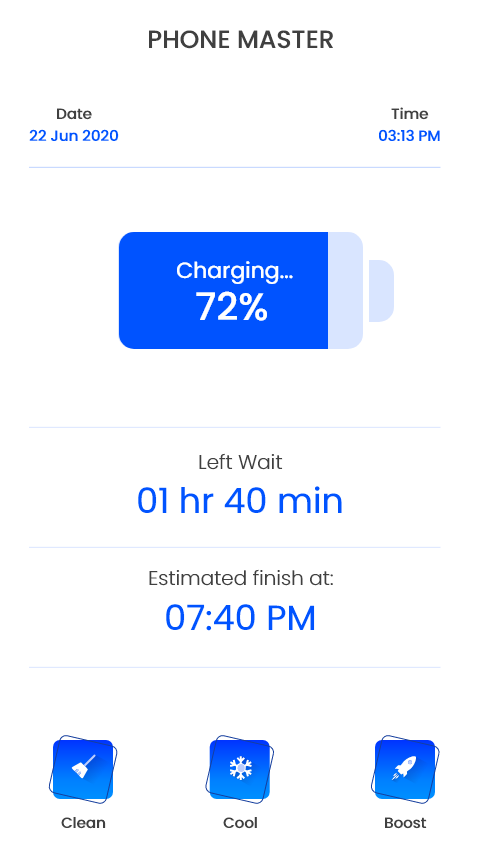 PHONE MASTER
Date
Time
22 Jun 2020
03:13 PM
Charging...
72%
Left Wait
01 hr 40 min
Estimated finish at:
07:40 PM
Clean
Cool
Boost